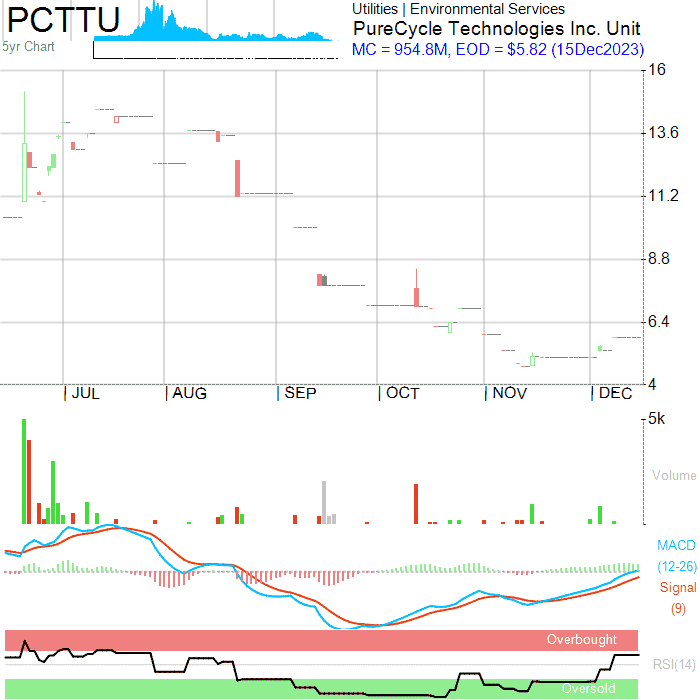 PCTTU
5yr Chart
Utilities | Environmental Services
PureCycle Technologies Inc. Unit
MC = 954.8M, EOD = $5.82 (15Dec2023)
16
13.6
11.2
8.8
6.4
4
JUL AUG SEP OCT NOV DEC
5k
Volume
MACD
(12-26)
Signal
(9)
Overbought
RSI(14)
Oversold